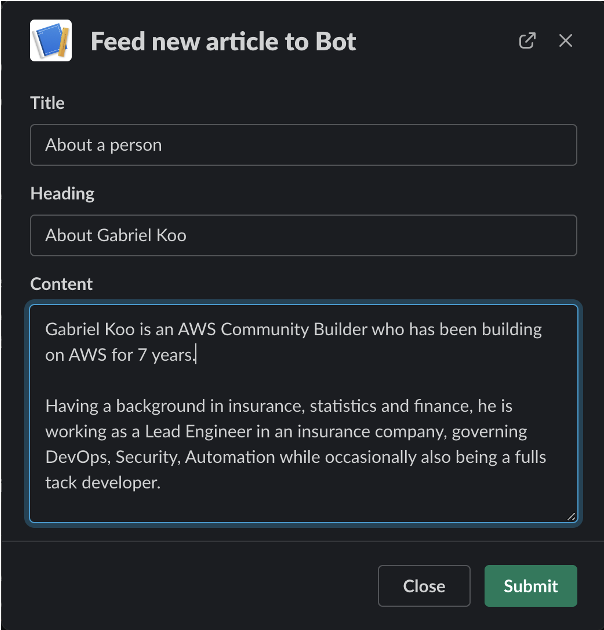 Feed new article to Bot
Title
About a person
Heading
About Gabriel Koo
Content
Gabriel Koo is an AWS Community Builder who has been building
on AWS for 7 years.
Having a background in insurance, statistics and finance, he is
working as a Lead Engineer in an insurance company, governing
DevOps, Security, Automation while occasionally also being a fulls
tack developer.
Close
Submit